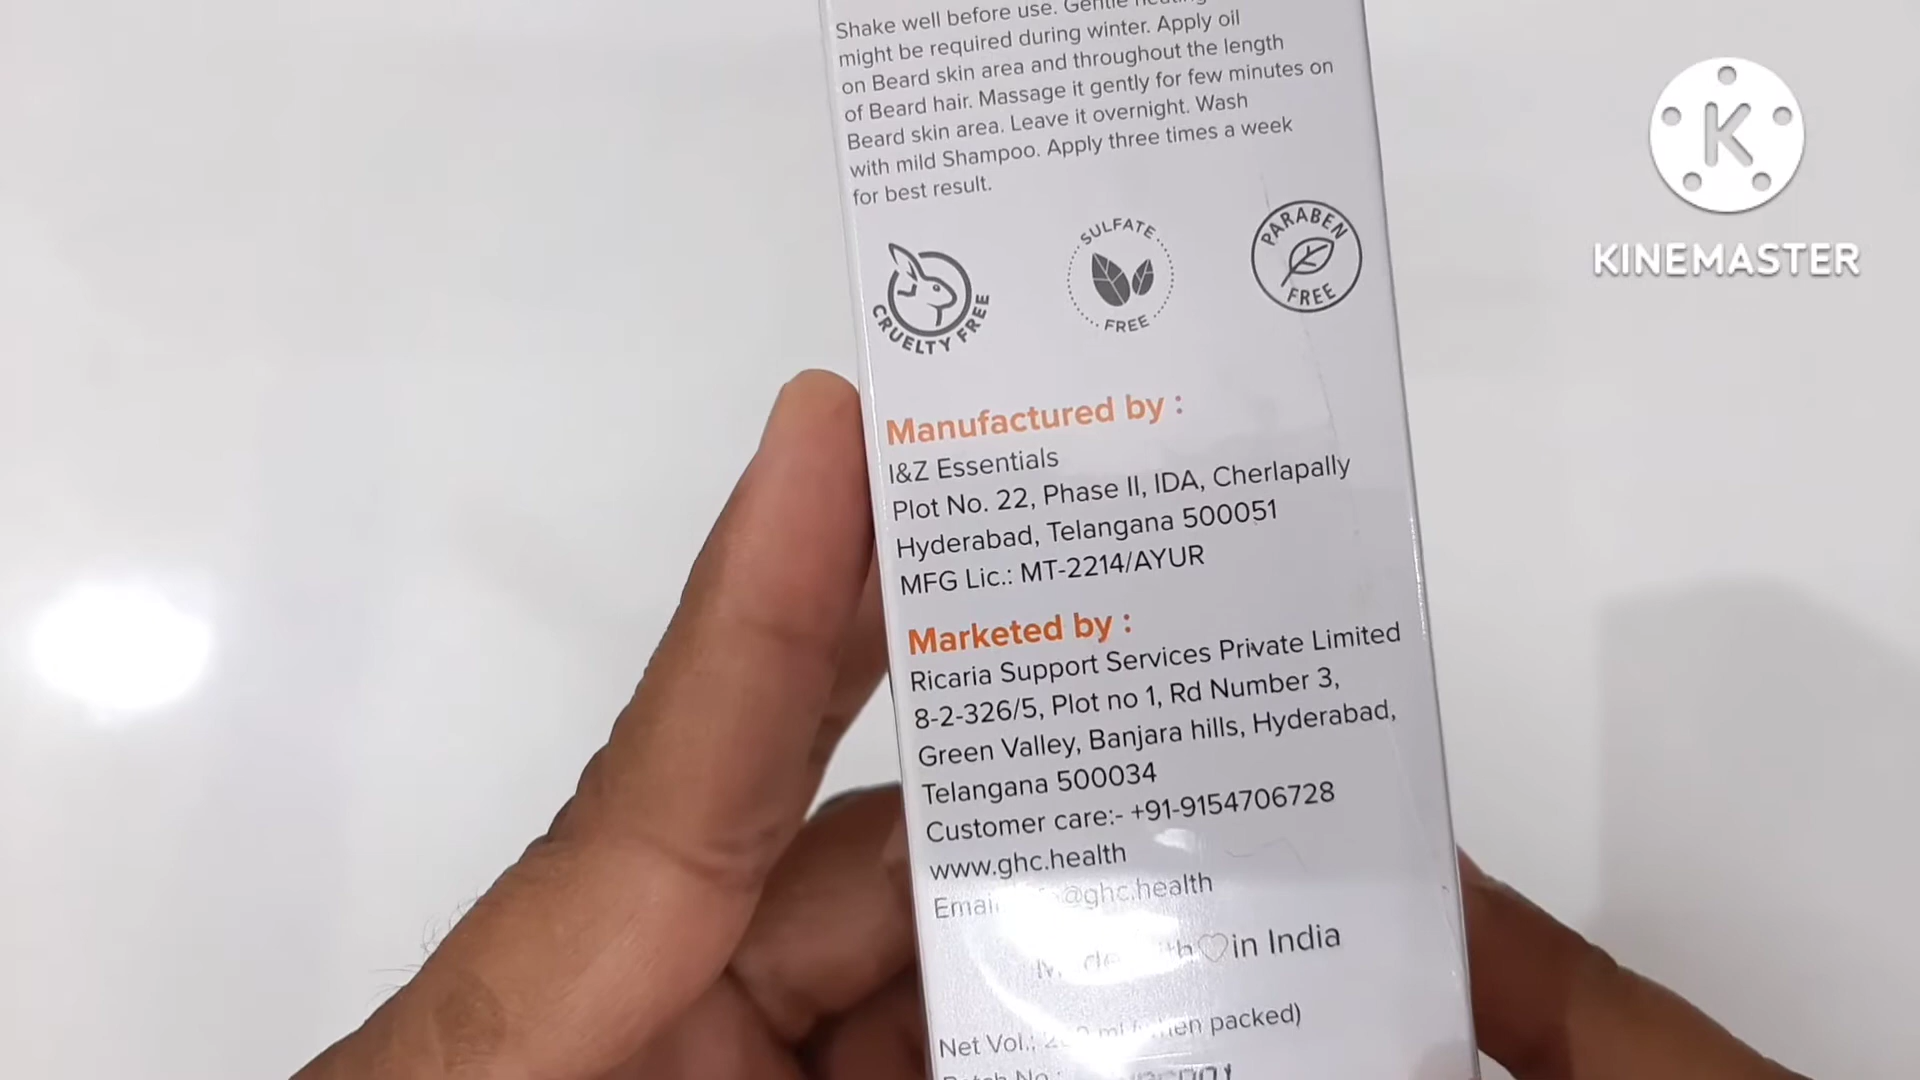 Shake well before use. Gentle heating
might be required during winter. Apply oil
on Beard skin area and throughout the length
of Beard hair. Massage it gently for few minutes on
Beard skin area. Leave it overnight. Wash
with mild Shampoo. Apply three times a week
for best result.
CRUELTY FREE
SULFATE
FREE
PARABEN
FREE
Manufactured by :
I&Z Essentials
Plot No. 22, Phase II, IDA, Cherlapally
Hyderabad, Telangana 500051
MFG Lic.: MT-2214/AYUR
Marketed by :
Ricaria Support Services Private Limited
8-2-326/5, Plot no 1, Rd Number 3,
Green Valley, Banjara hills, Hyderabad,
Telangana 500034
Customer care:- +91-9154706728
www.ghc.health
Email @ghc.health
in India
Net Vol.: packed)
K
KINEMASTER